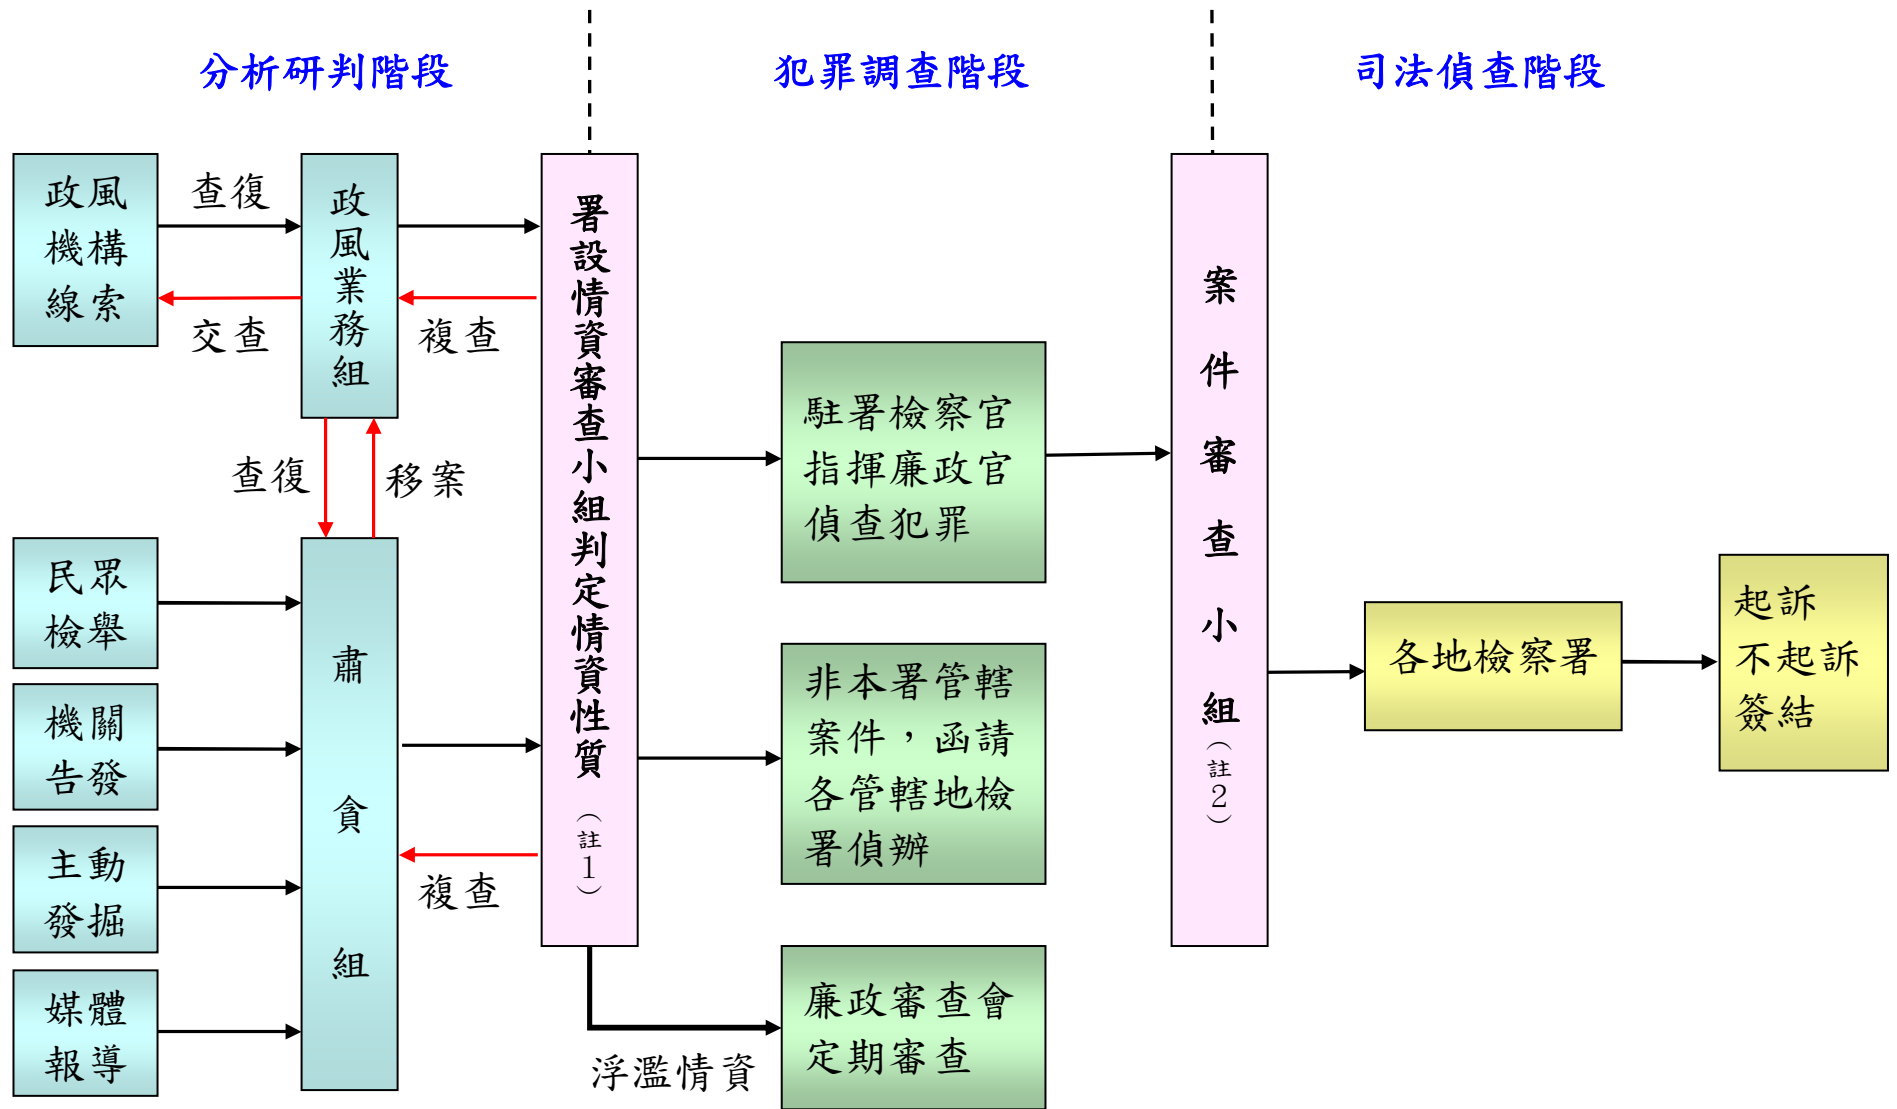 分析研判階段
犯罪調查階段
司法偵查階段
政風
機構
線索
查復
交查
政風業務組
複查
查復
移案
民眾
檢舉
機關
告發
主動
發掘
媒體
報導
肅貪組
複查
署設情資審查小組判定情資性質（註1）
浮濫情資
駐署檢察官
指揮廉政官
偵查犯罪
非本署管轄
案件，函請
各管轄地檢
署偵辦
廉政審查會
定期審查
案件審查小組（註2）
各地檢察署
起訴
不起訴
簽結